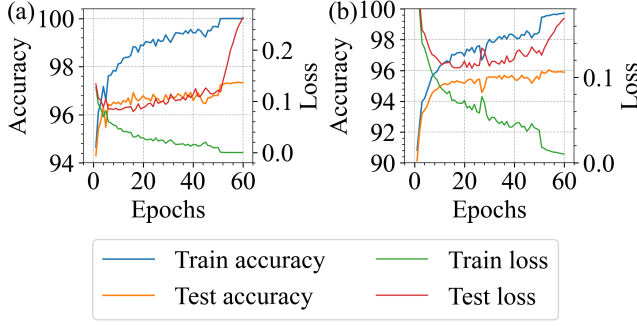 (a)
100
98
96
94
Accuracy
0.2
0.1
0.0
Loss
0 20 40 60
Epochs
(b)
100
98
96
94
92
90
Accuracy
0.1
0.0
Loss
0 20 40 60
Epochs
Train accuracy
Test accuracy
Train loss
Test loss